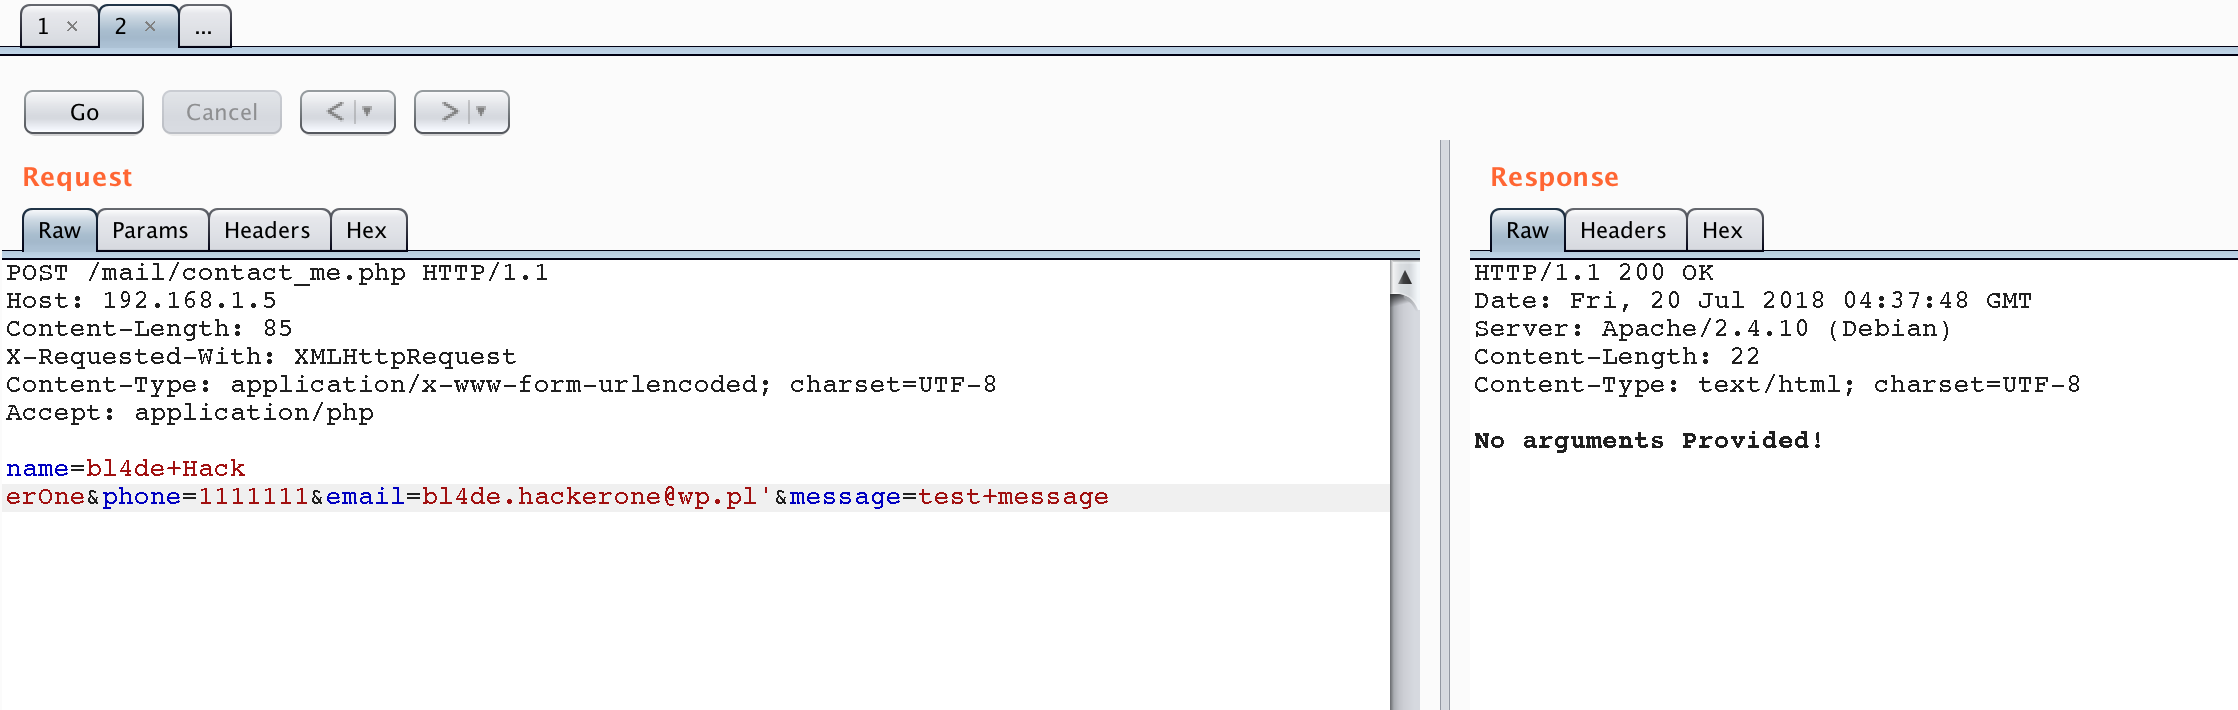 1 × 2 × ...
Go Cancel < >
Request
Raw Params Headers Hex
POST /mail/contact_me.php HTTP/1.1
Host: 192.168.1.5
Content-Length: 85
X-Requested-With: XMLHttpRequest
Content-Type: application/x-www-form-urlencoded; charset=UTF-8
Accept: application/php
name=bl4de+Hack
erOne&phone=1111111&email=bl4de.hackerone@wp.pl'&message=test+message
Response
Raw Headers Hex
HTTP/1.1 200 OK
Date: Fri, 20 Jul 2018 04:37:48 GMT
Server: Apache/2.4.10 (Debian)
Content-Length: 22
Content-Type: text/html; charset=UTF-8
No arguments Provided!